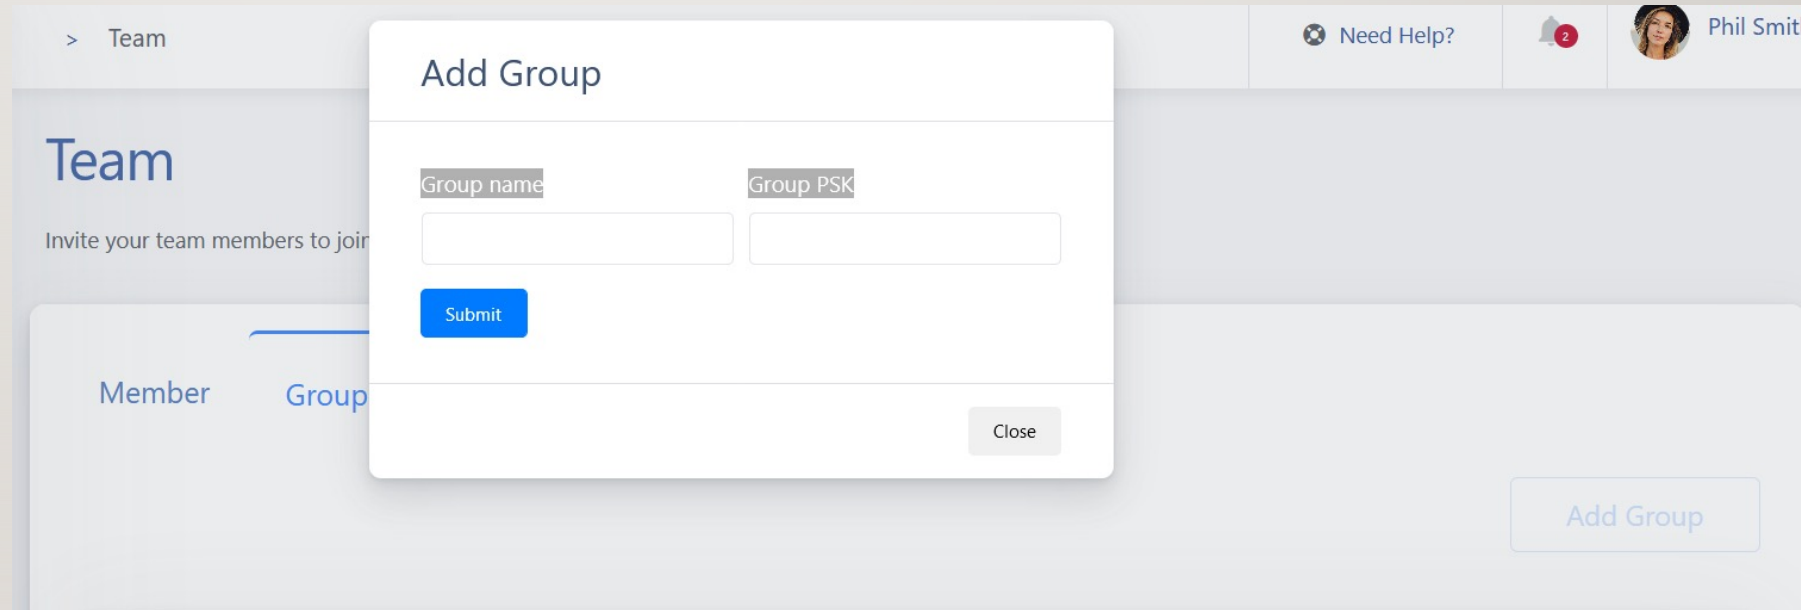 > Team
Need Help?
2
Phil Smit
Add Group
Team
Group name
Group PSK
Invite your team members to join
Submit
Member
Group
Close
Add Group